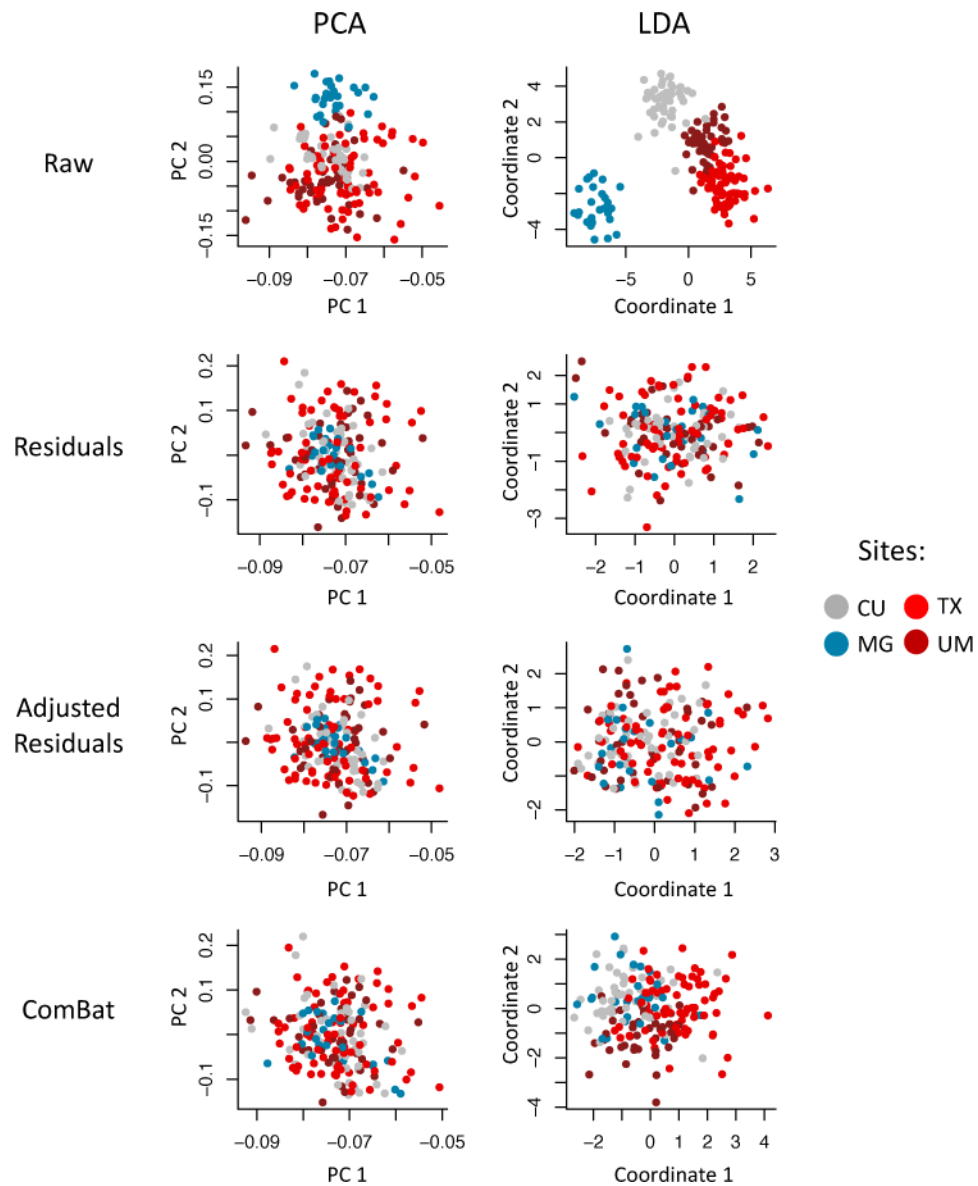 PCA
LDA
Raw
PC 2
0.15
0.00
−0.15
−0.09
−0.07
−0.05
PC 1
Coordinate 2
4
2
0
−2
−4
−5
0
5
Coordinate 1
Residuals
PC 2
0.2
0.1
−0.1
−0.09
−0.07
−0.05
PC 1
Coordinate 2
2
1
−1
−3
−2
−1
0
1
2
Coordinate 1
Sites:
CU
TX
MG
UM
Adjusted
Residuals
PC 2
0.2
0.1
−0.1
−0.09
−0.07
−0.05
PC 1
Coordinate 2
2
1
0
−2
−2
−1
0
1
2
3
Coordinate 1
ComBat
PC 2
0.2
0.1
−0.1
−0.09
−0.07
−0.05
PC 1
Coordinate 2
2
0
−2
−4
−2
0
1
2
3
4
Coordinate 1